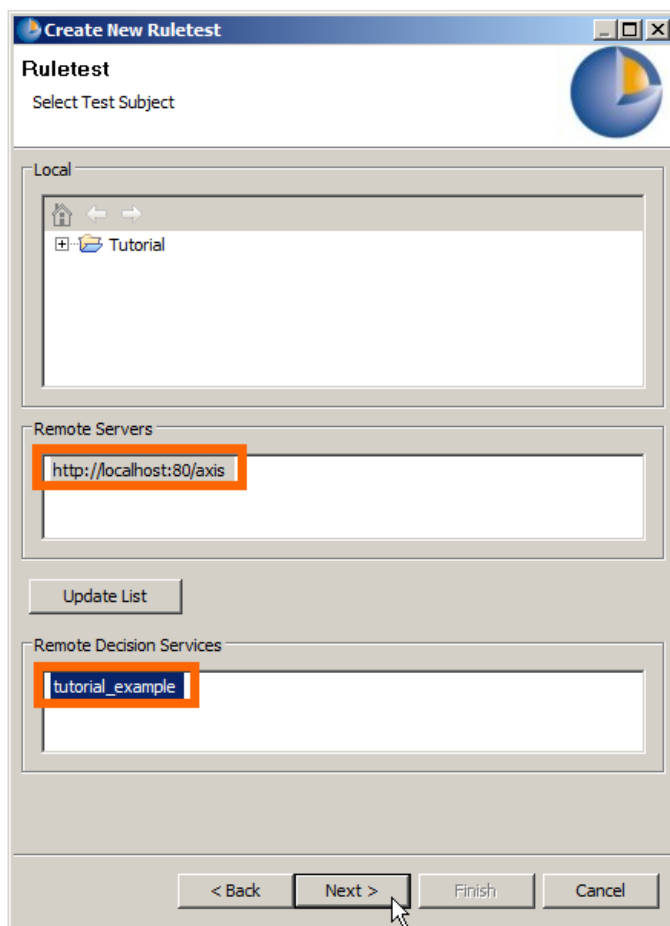 Create New Ruletest
Ruletest
Select Test Subject
Local
Tutorial
Remote Servers
http://localhost:80/axis
Update List
Remote Decision Services
tutorial_example
< Back Next > Finish Cancel